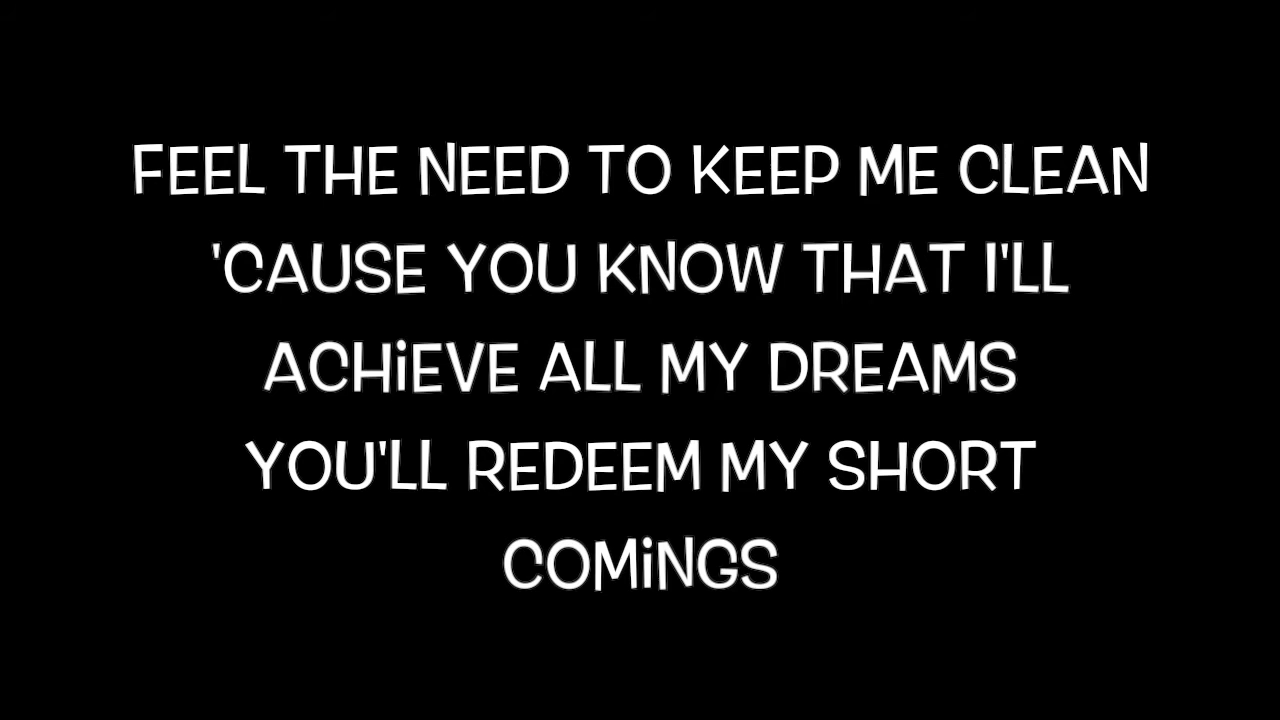 FEEL THE NEED TO KEEP ME CLEAN
'CAUSE YOU KNOW THAT I'LL
ACHiEVE ALL MY DREAMS
YOU'LL REDEEM MY SHORT
COMiNGS